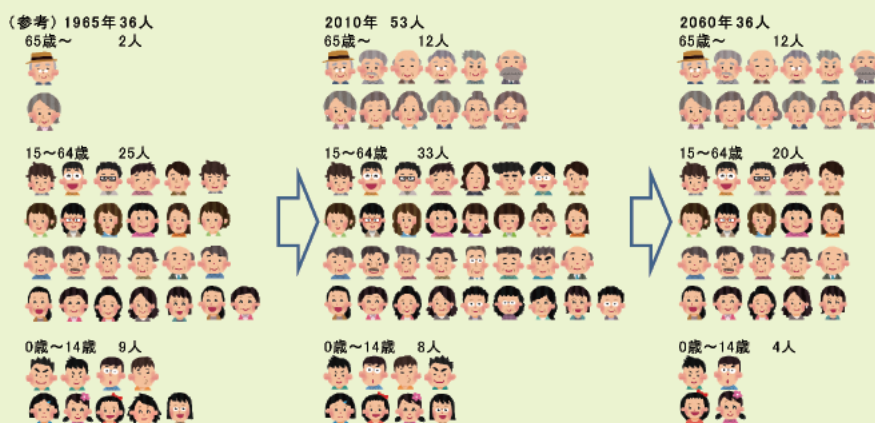 (参考) 1965年 36人
65歳～ 2人
15～64歳 25人
0歳～14歳 9人
2010年 53人
65歳～ 12人
15～64歳 33人
0歳～14歳 8人
2060年 36人
65歳～ 12人
15～64歳 20人
0歳～14歳 4人